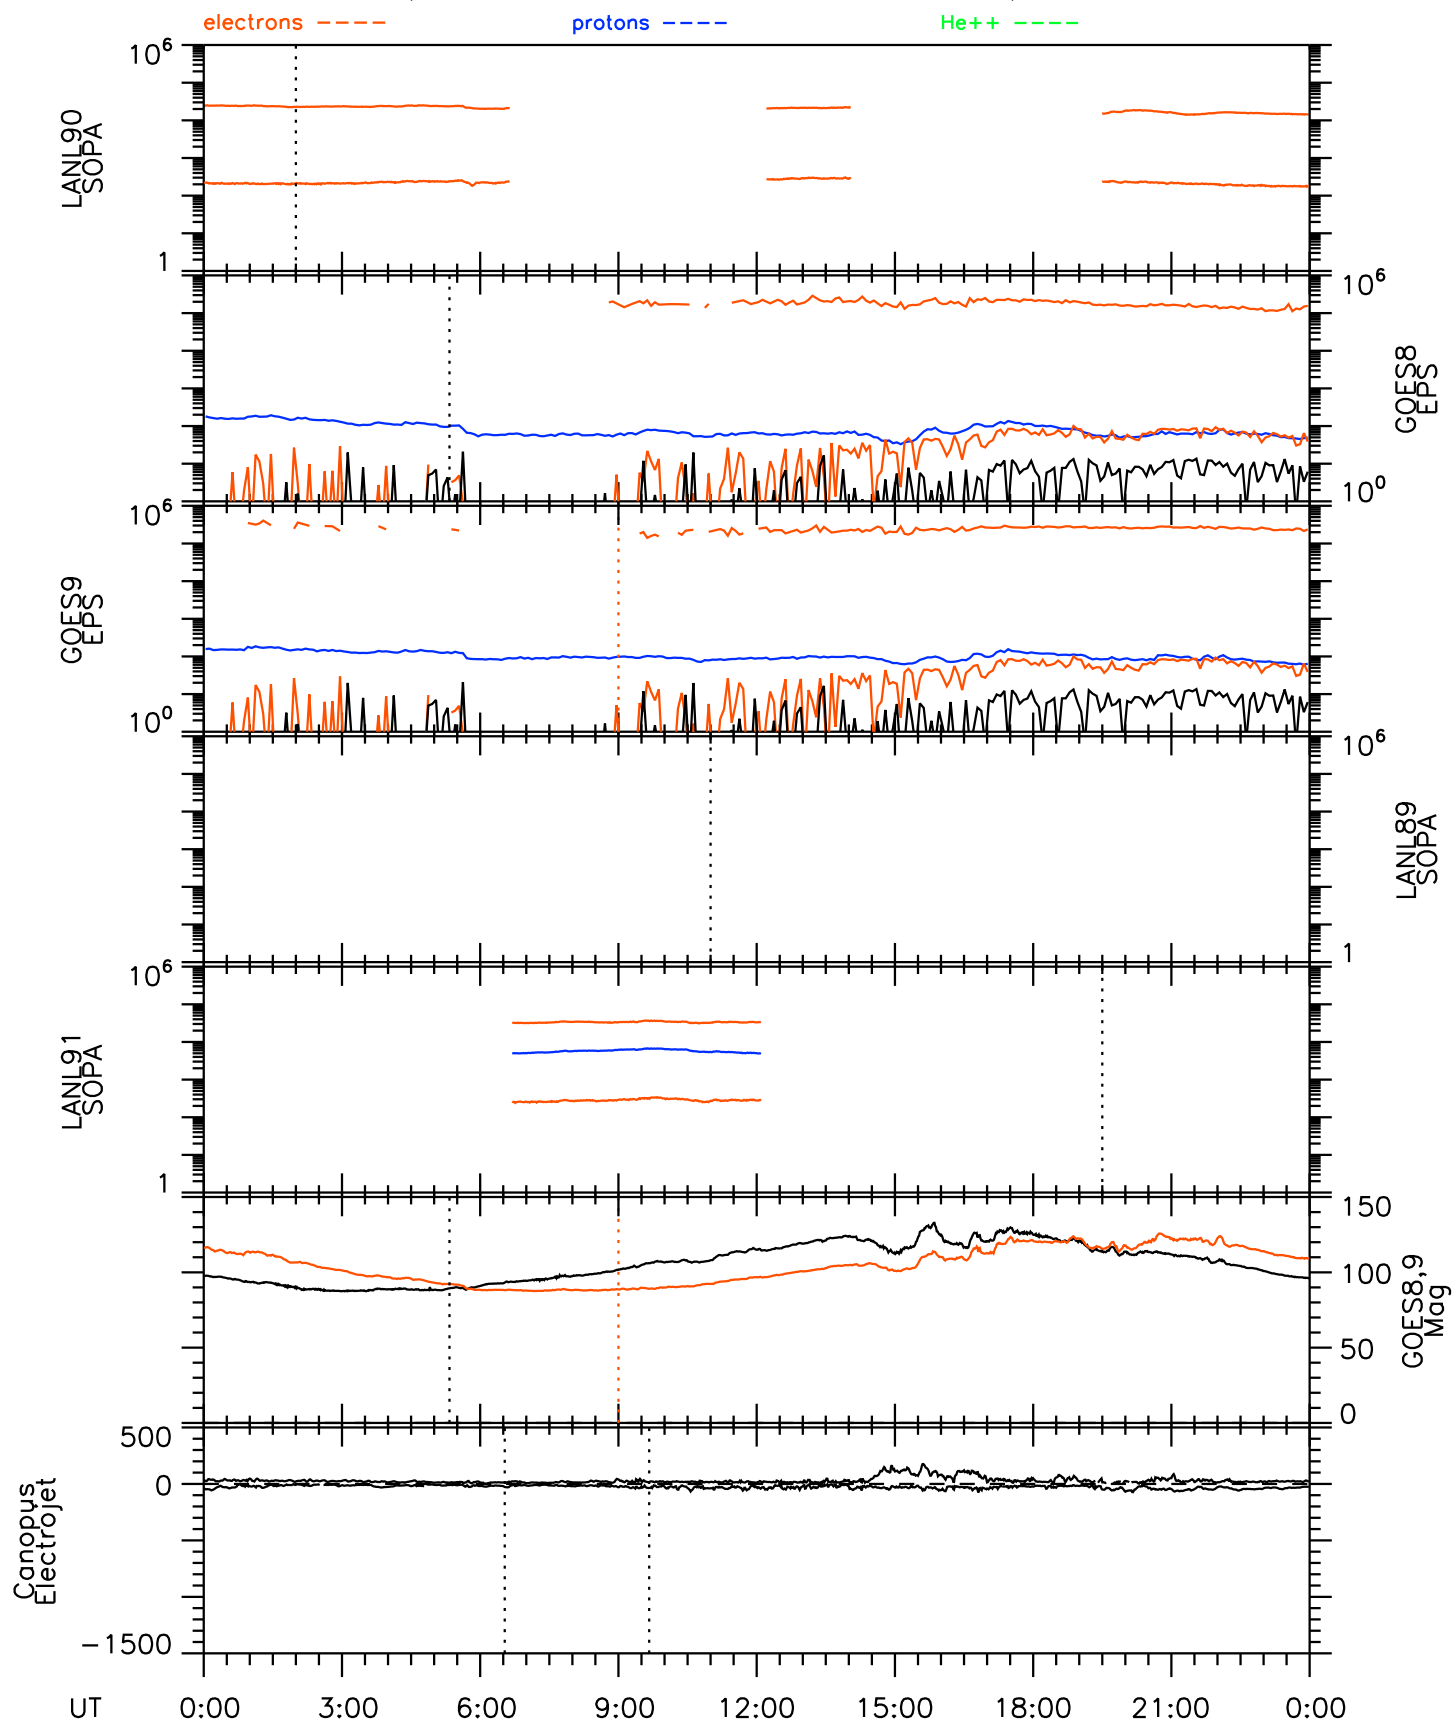 electrons protons He++
10⁶
LANL90
SOPA
1
10⁶
GOES8
EPS
10⁰
10⁶
GOES9
EPS
10⁰
10⁶
LANL89
SOPA
1
10⁶
LANL91
SOPA
1
150
100
GOES8,9
Mag
50
0
500
0
Canopus
Electrojet
-1500
UT 0:00 3:00 6:00 9:00 12:00 15:00 18:00 21:00 0:00